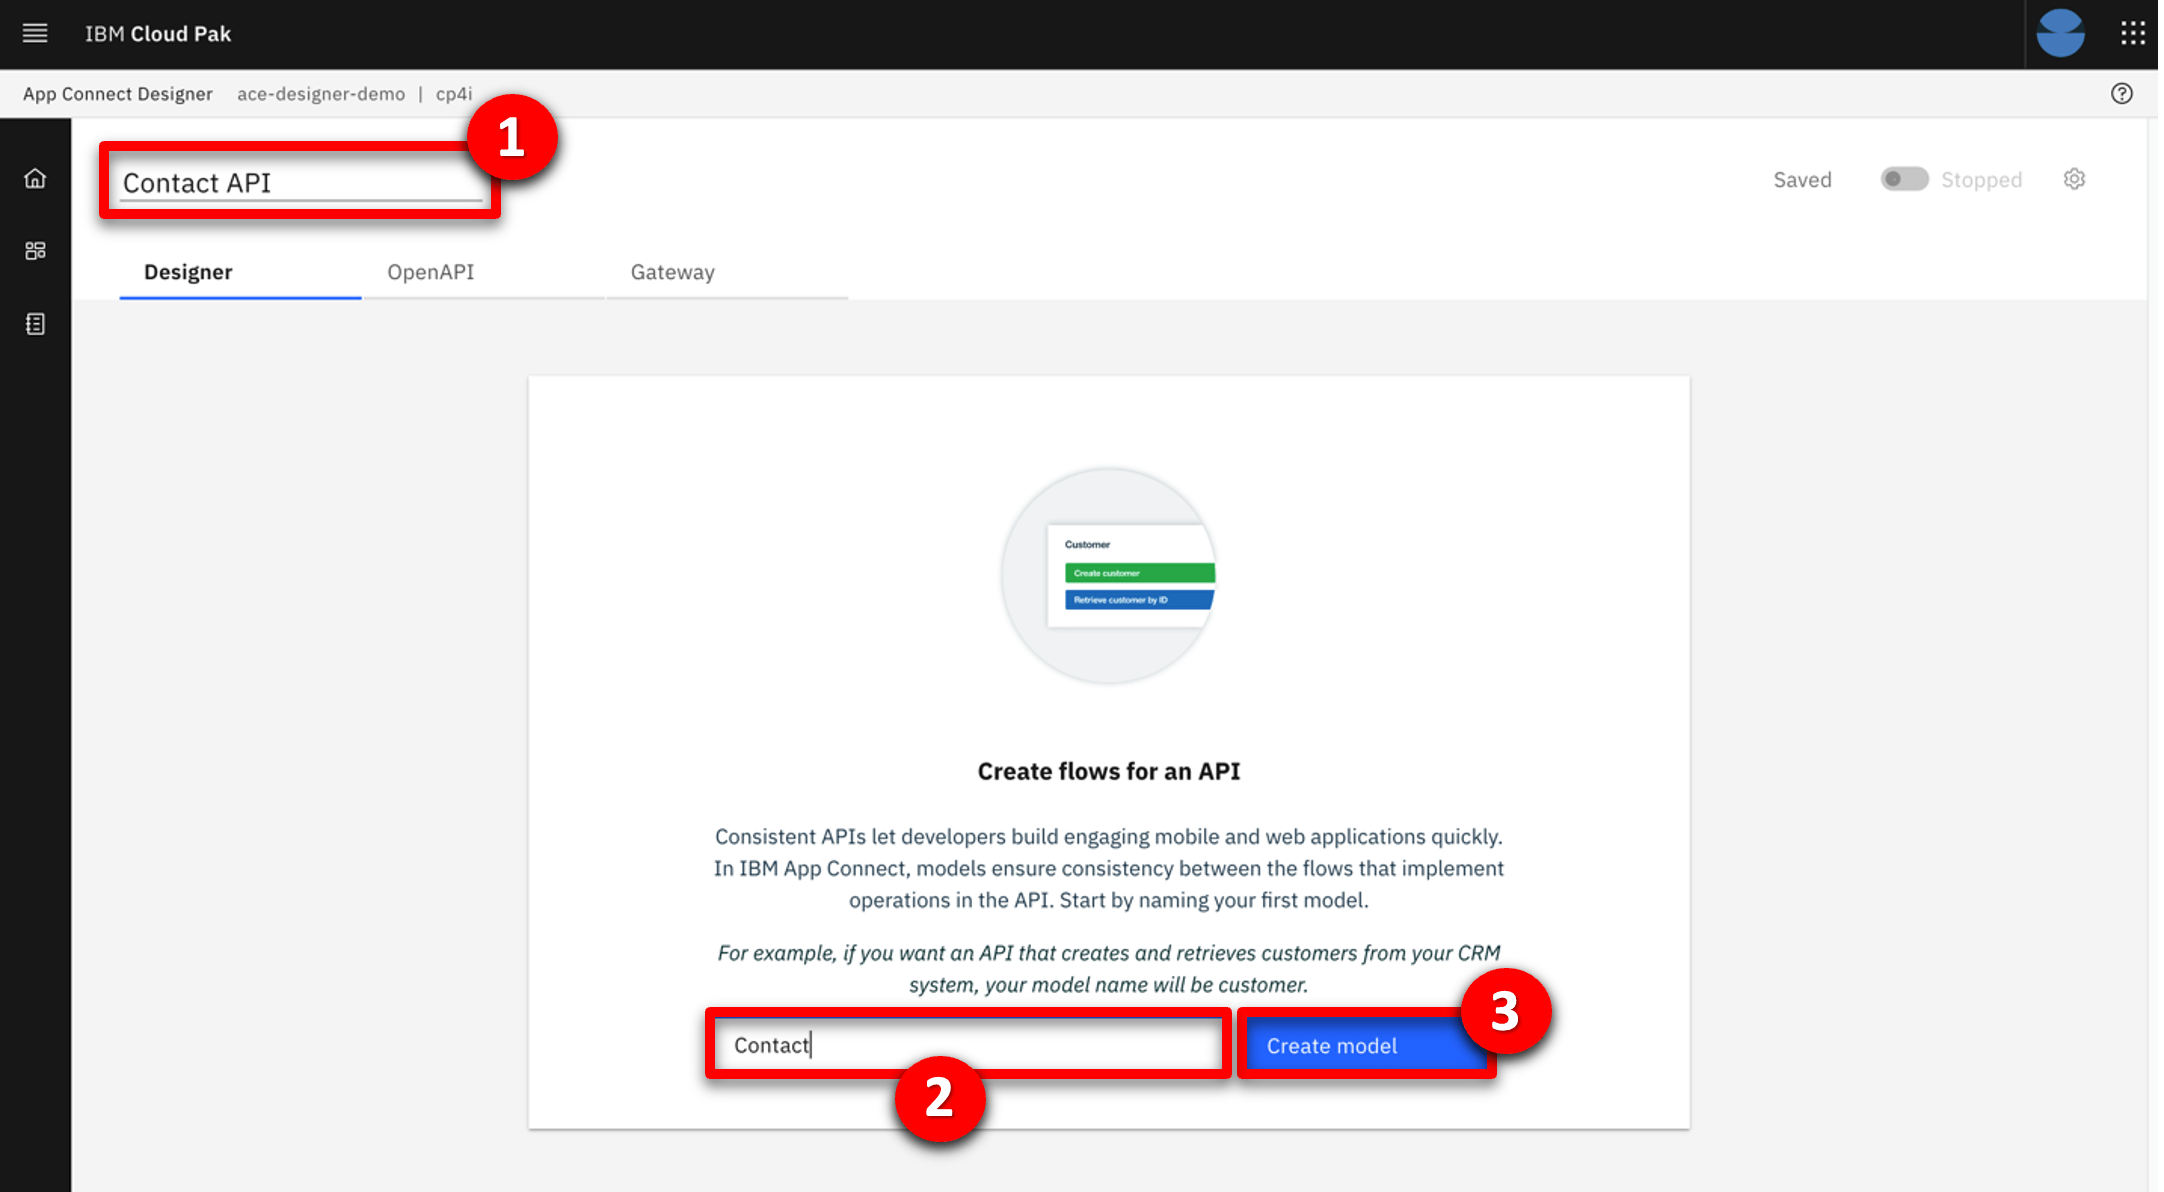 IBM Cloud Pak
App Connect Designer ace-designer-demo | cp4i
1
Contact API
Saved Stopped
Designer OpenAPI Gateway
Customer
Create customer
Retrieve customer by ID
Create flows for an API
Consistent APIs let developers build engaging mobile and web applications quickly.
In IBM App Connect, models ensure consistency between the flows that implement
operations in the API. Start by naming your first model.
For example, if you want an API that creates and retrieves customers from your CRM
system, your model name will be customer.
3
Contact Create model
2